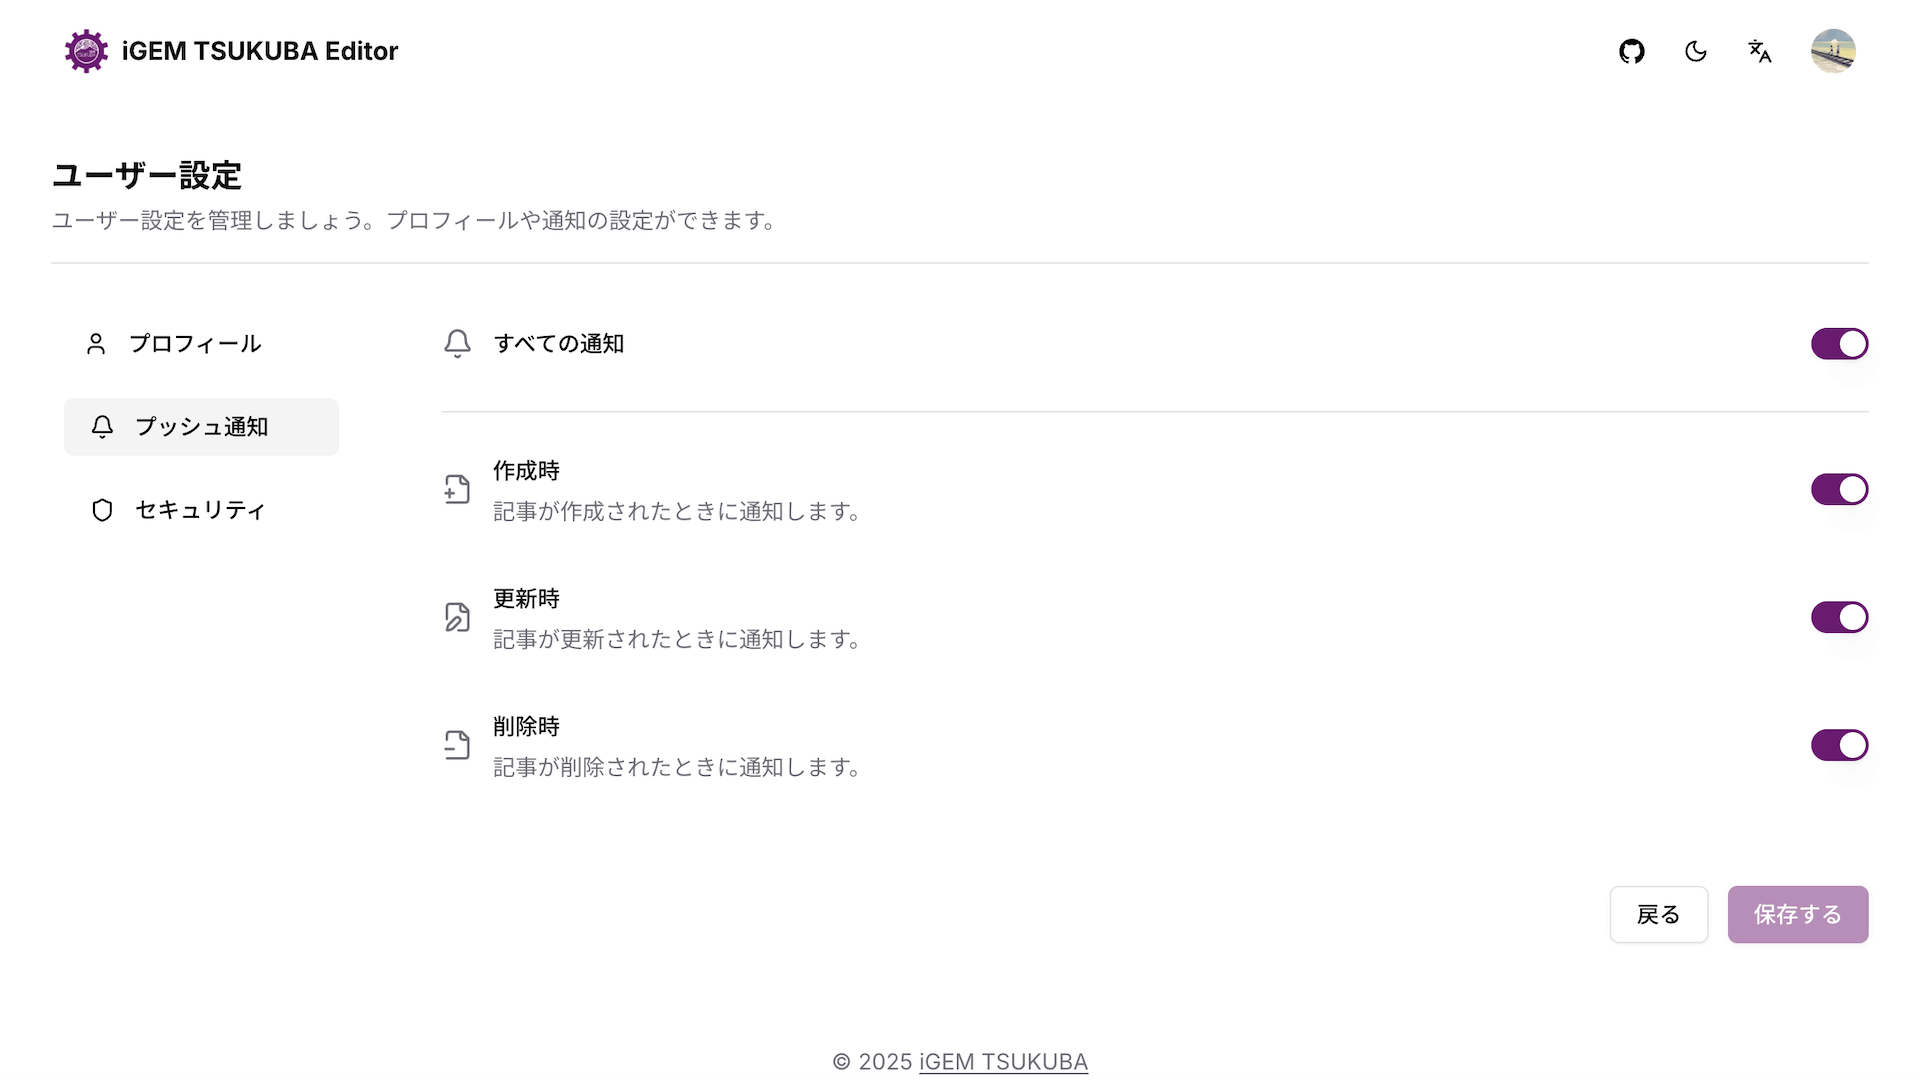 iGEM TSUKUBA Editor
ユーザー設定
ユーザー設定を管理しましょう。プロフィールや通知の設定ができます。
プロフィール
プッシュ通知
セキュリティ
すべての通知
作成時
記事が作成されたときに通知します。
更新時
記事が更新されたときに通知します。
削除時
記事が削除されたときに通知します。
戻る
保存する
© 2025 iGEM TSUKUBA